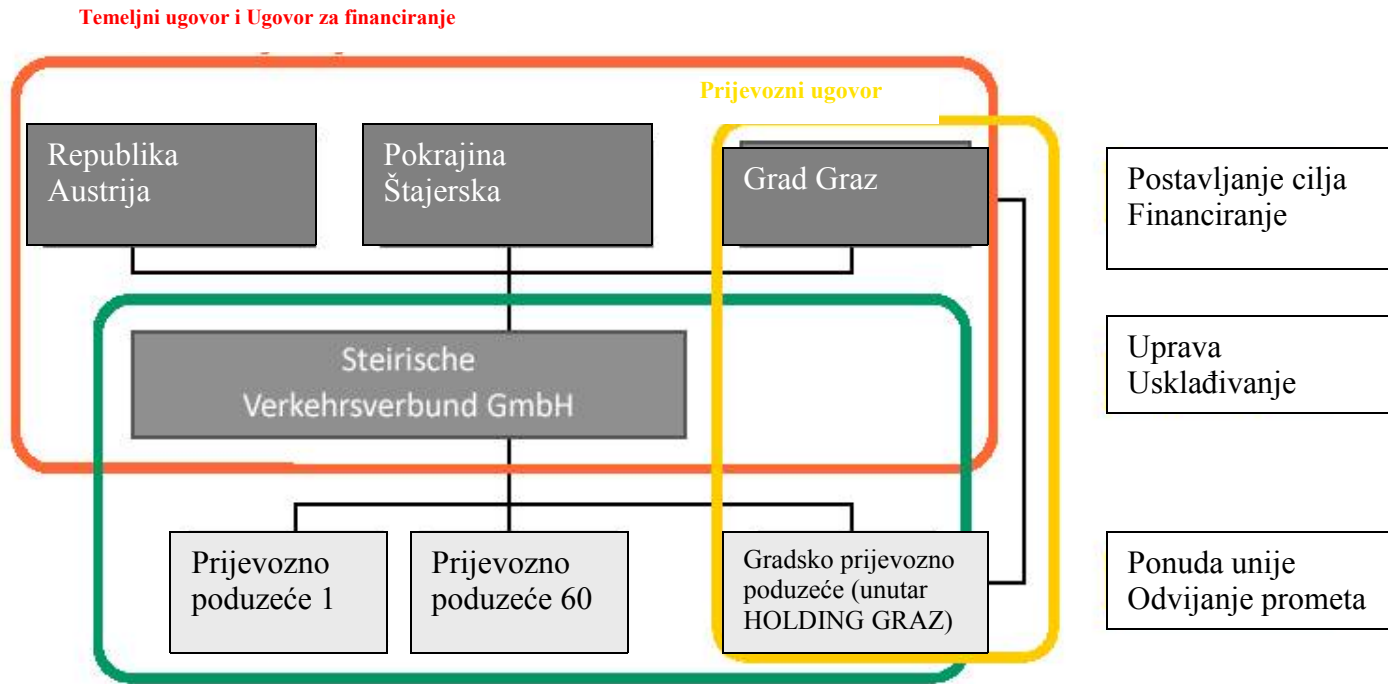 Temeljni ugovor i Ugovor za financiranje
Prijevozni ugovor
Republika
Austrija
Pokrajina
Štajerska
Grad Graz
Postavljanje cilja
Financiranje
Steirische
Verkehrsverbund GmbH
Uprava
Usklađivanje
Prijevozno
poduzeće 1
Prijevozno
poduzeće 60
Gradsko prijevozno
poduzeće (unutar
HOLDING GRAZ)
Ponuda unije
Odvijanje prometa